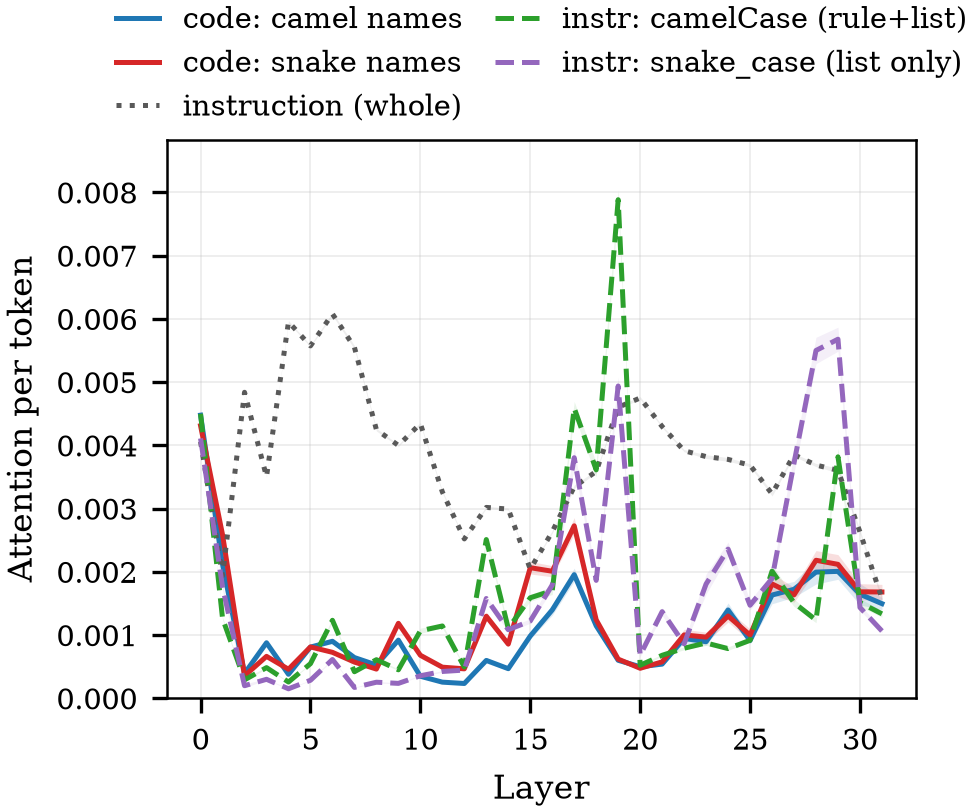 code: camel names
code: snake names
instruction (whole)
instr: camelCase (rule+list)
instr: snake_case (list only)
0.008
0.007
0.006
0.005
0.004
0.003
0.002
0.001
0.000
Attention per token
0 5 10 15 20 25 30
Layer